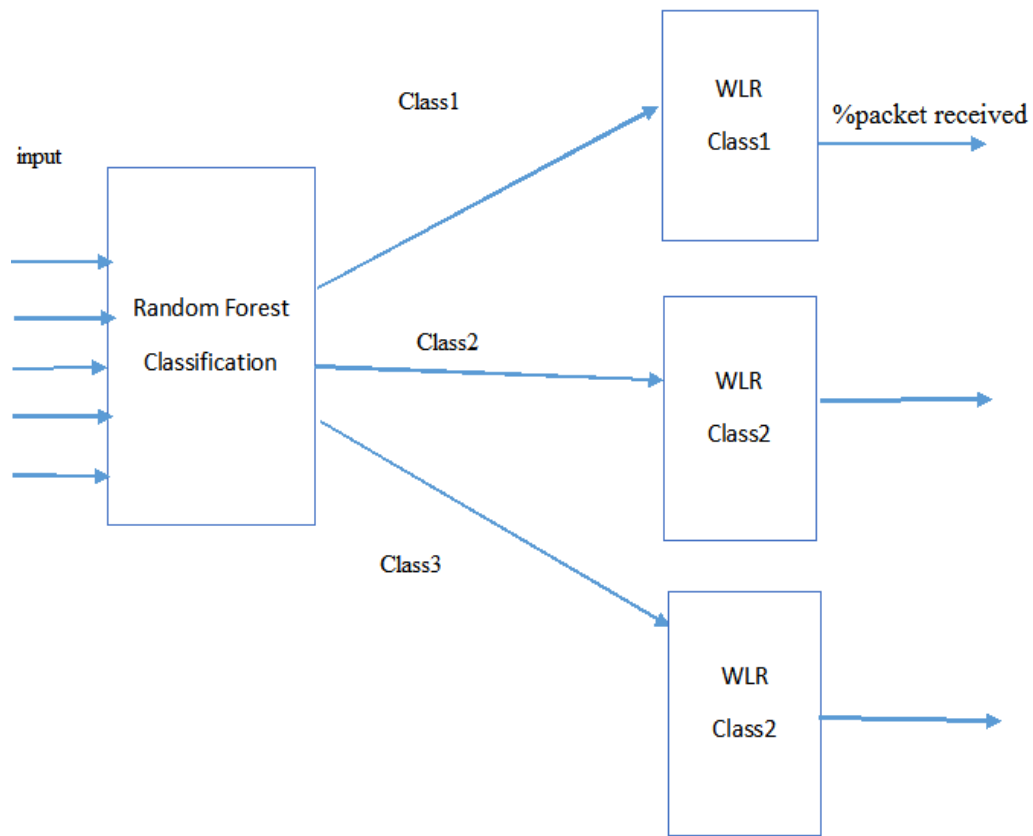 input
Random Forest
Classification
Class1
WLR
Class1
%packet received
Class2
WLR
Class2
Class3
WLR
Class2